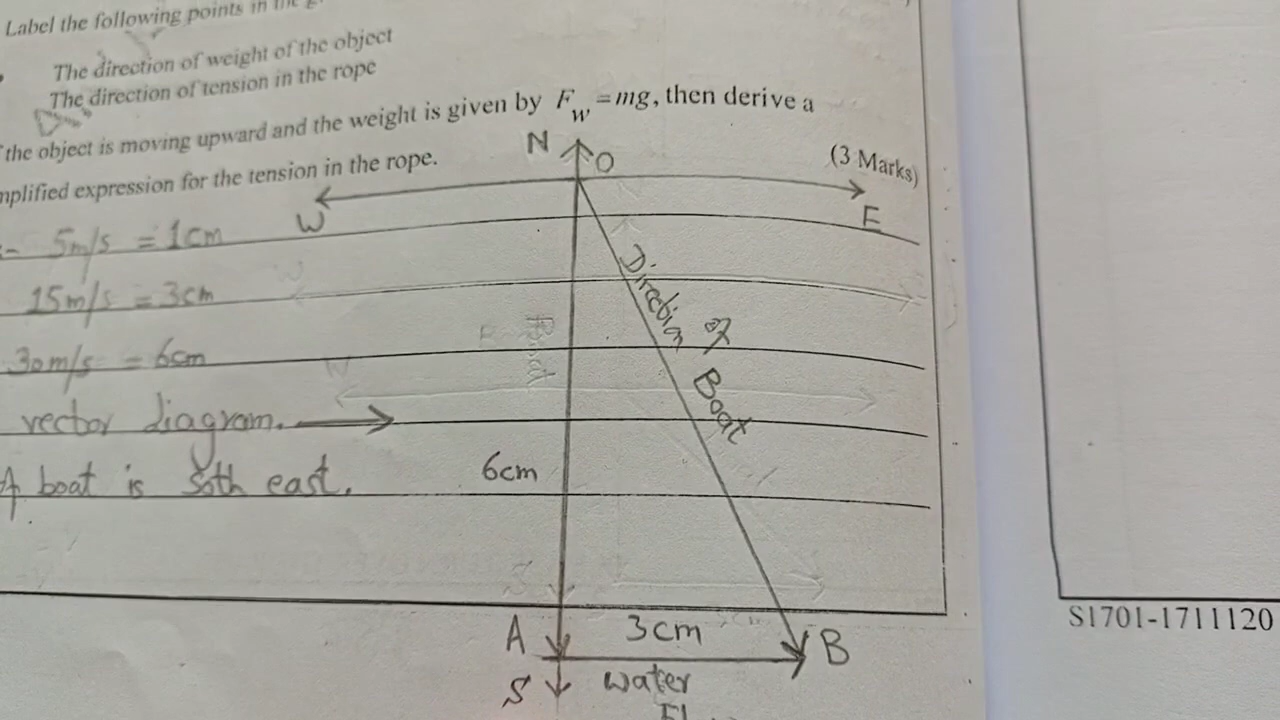 Label the following points in the
The direction of weight of the object
The direction of tension in the rope
the object is moving upward and the weight is given by F_w = mg, then derive a
mplified expression for the tension in the rope.
(3 Marks)
N
O
W
E
5m/s = 1cm
15m/s = 3cm
30m/s = 6cm
vector diagram.
A boat is Soth east.
Direction of Boat
Boat
6cm
A
3cm
B
S
water
S1701-1711120